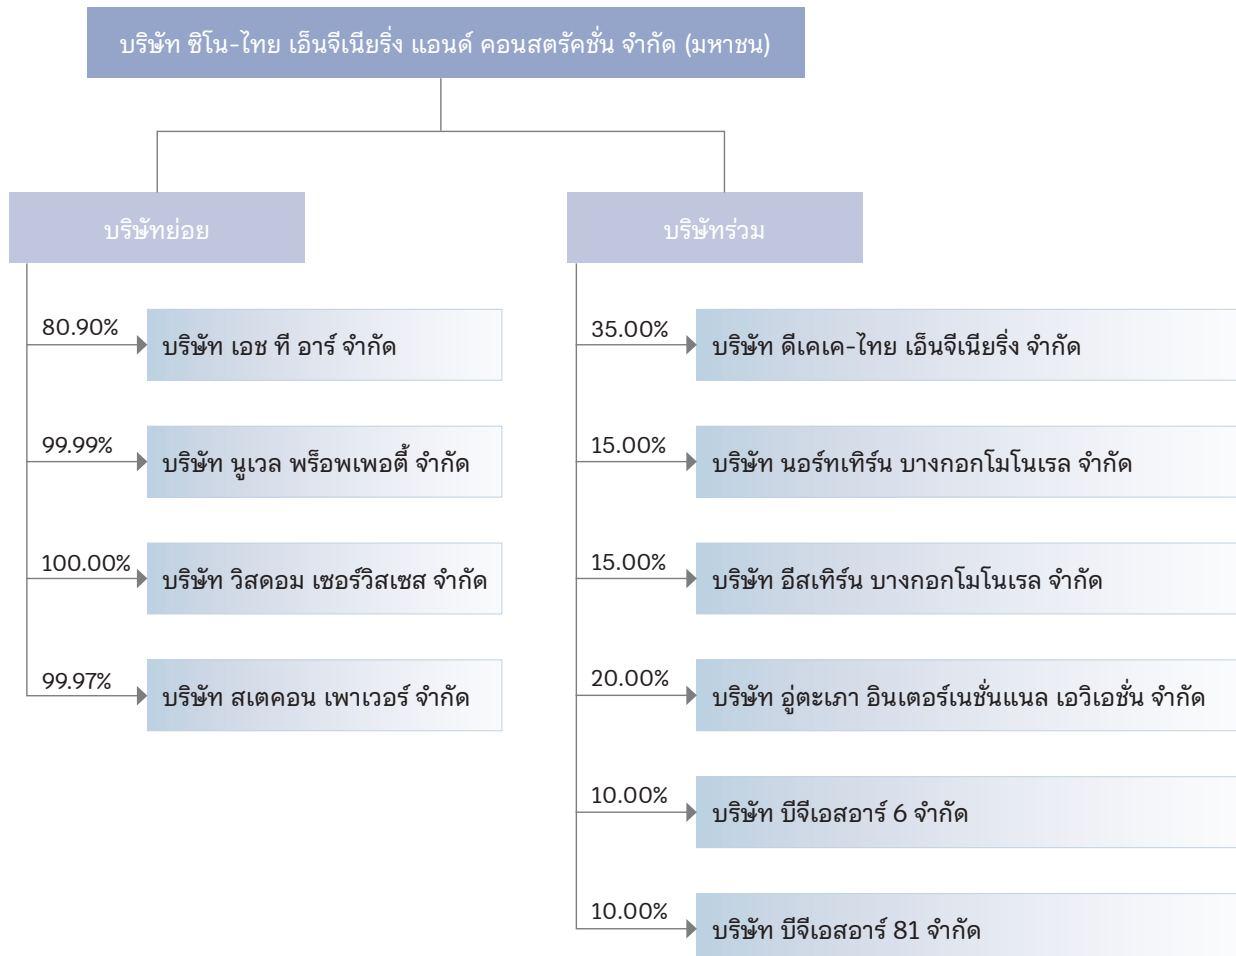 บริษัท ซิโน-ไทย เอ็นจีเนียริ่ง แอนด์ คอนสตรัคชั่น จำกัด (มหาชน)
บริษัทย่อย
80.90%
บริษัท เอช ที อาร์ จำกัด
99.99%
บริษัท นูเวล พร็อพเพอตี้ จำกัด
100.00%
บริษัท วิสดอม เซอร์วิสเซส จำกัด
99.97%
บริษัท สเตคอน เพาเวอร์ จำกัด
บริษัทร่วม
35.00%
บริษัท ดีเคเค-ไทย เอ็นจีเนียริ่ง จำกัด
15.00%
บริษัท นอร์ทเทิร์น บางกอกโมโนเรล จำกัด
15.00%
บริษัท อีสเทิร์น บางกอกโมโนเรล จำกัด
20.00%
บริษัท อู่ตะเภา อินเตอร์เนชั่นแนล เอวิเอชั่น จำกัด
10.00%
บริษัท บีจีเอสอาร์ 6 จำกัด
10.00%
บริษัท บีจีเอสอาร์ 81 จำกัด